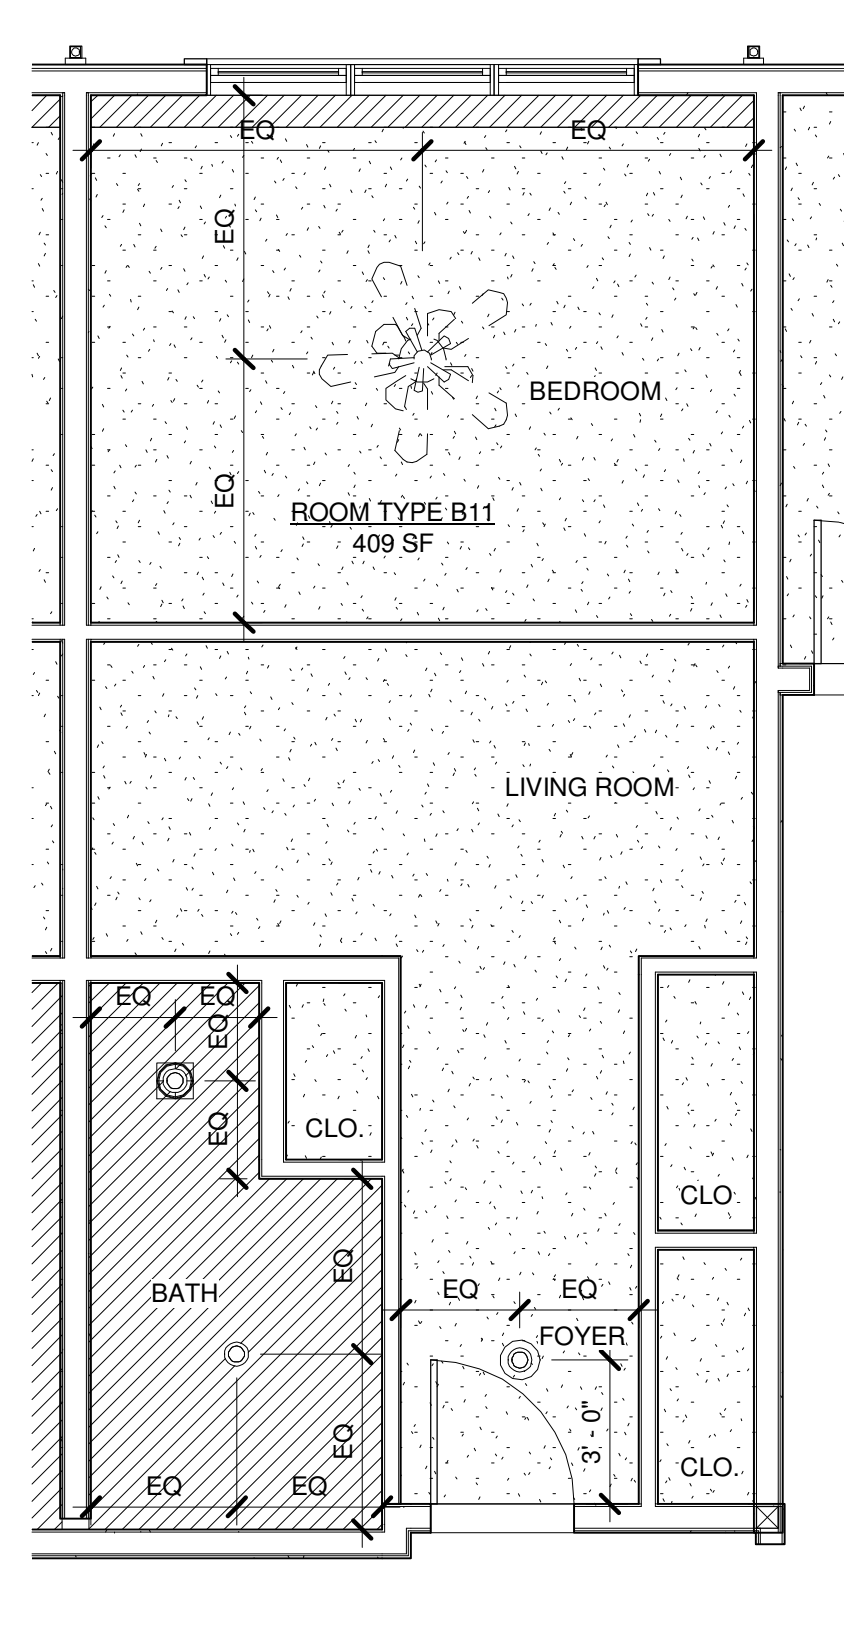 EQ
EQ
EQ
BEDROOM
EQ
ROOM TYPE B11
409 SF
LIVING ROOM
EQ
EQ
EQ
EQ
CLO.
CLO.
EQ
BATH
EQ
EQ
FOYER
3' - 0"
EQ
CLO.
EQ
EQ